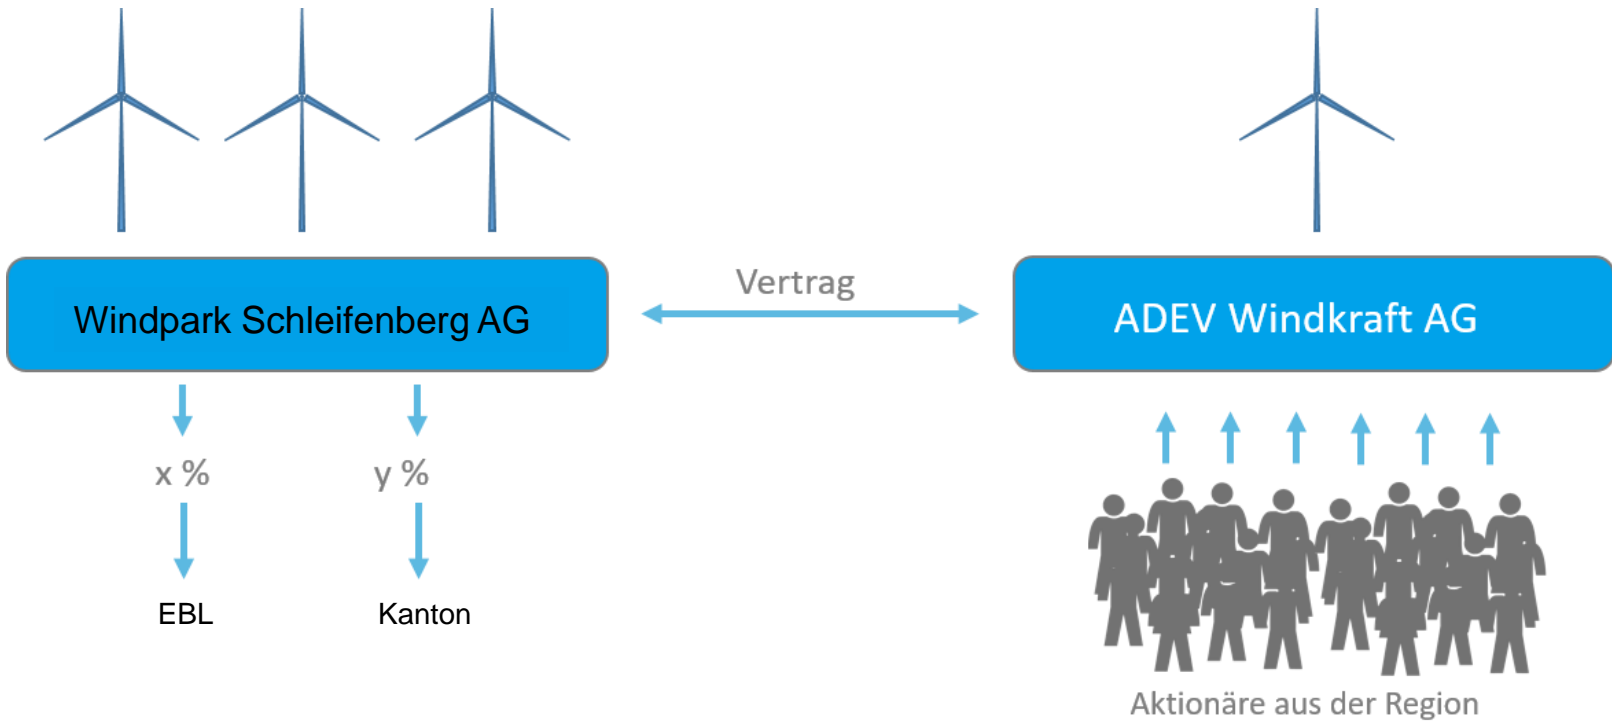 Windpark Schleifenberg AG
Vertrag
ADEV Windkraft AG
x %
y %
EBL
Kanton
Aktionäre aus der Region